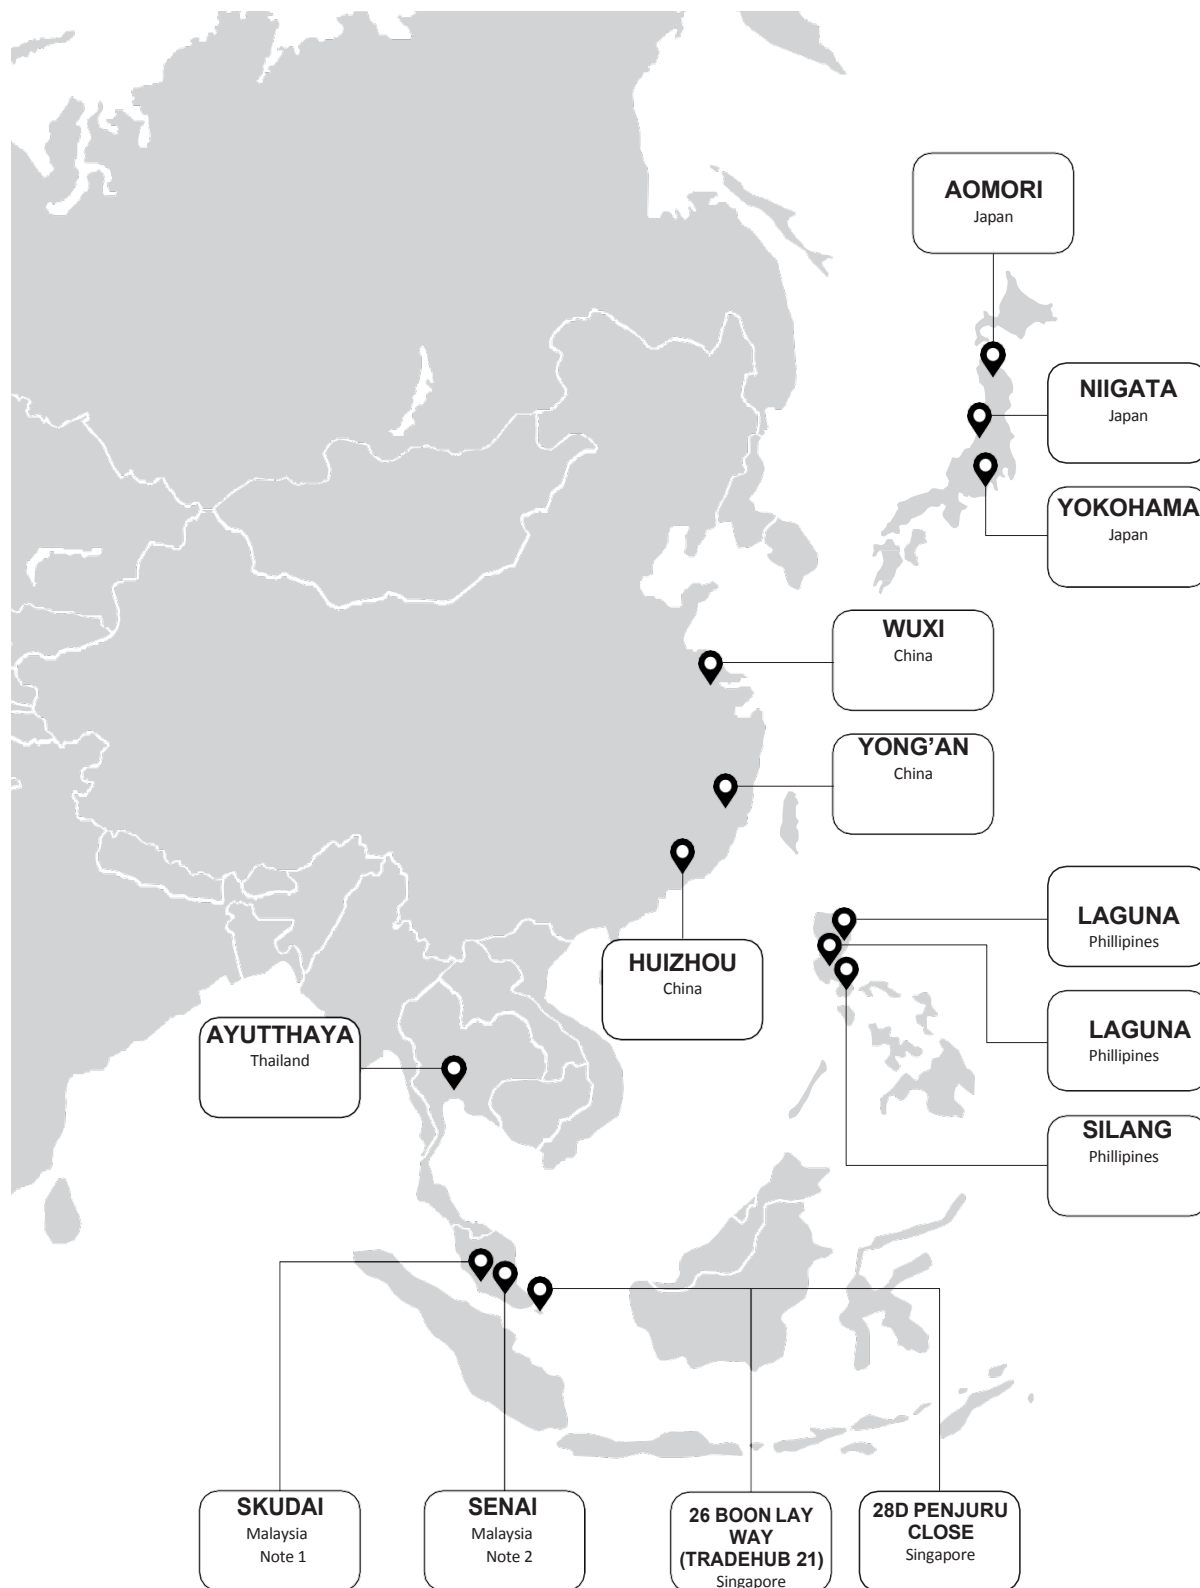 AOMORI
Japan
NIIGATA
Japan
YOKOHAMA
Japan
WUXI
China
YONG’AN
China
HUIZHOU
China
LAGUNA
Phillipines
LAGUNA
Phillipines
SILANG
Phillipines
AYUTTHAYA
Thailand
SKUDAI
Malaysia
Note 1
SENAI
Malaysia
Note 2
26 BOON LAY
WAY
(TRADEHUB 21)
Singapore
28D PENJURU
CLOSE
Singapore